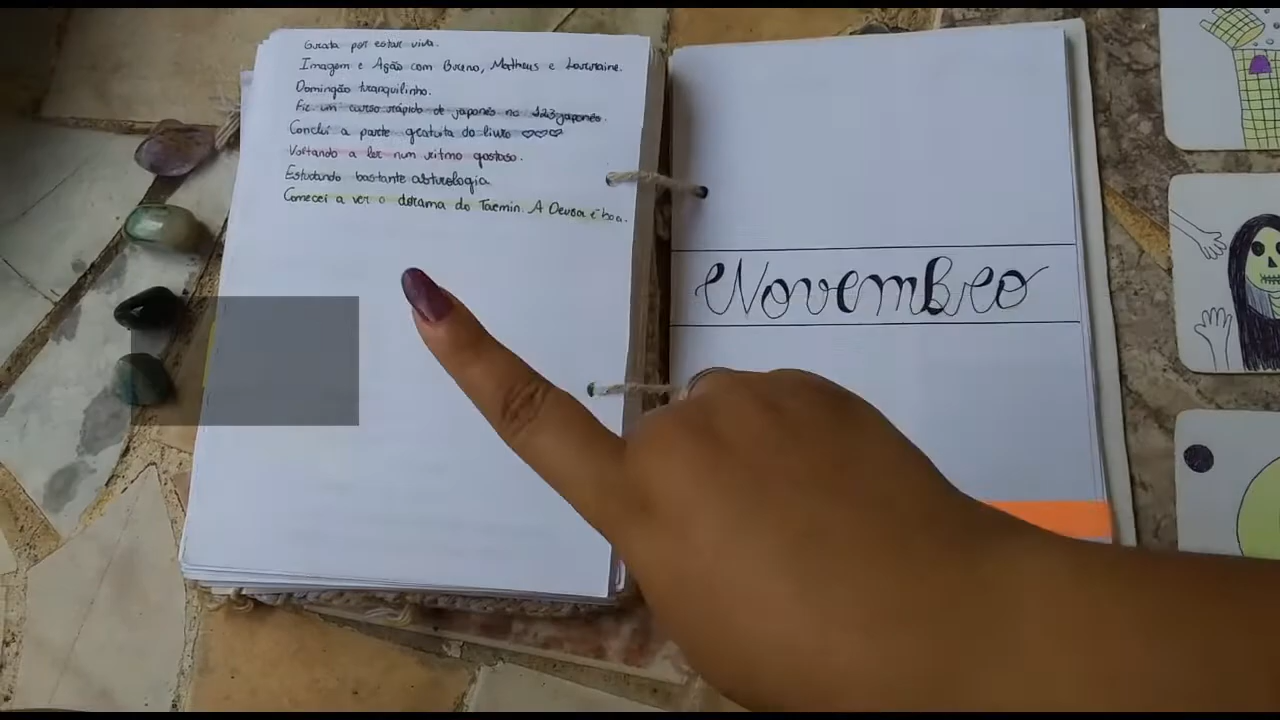 Grata por estar viva.
Imagem e Ação com Bueno, Matheus e Lourraine.
Domingão tranquilinho.
Fiz um curso rápido de japonês no 123japonês.
Concluí a parte gratuita do livro ♡♡♡
Voltando a ler num ritmo gostoso.
Estudando bastante astrologia
Comecei a ver o dorama do Taemin. A Deusa é boa.
Novembro